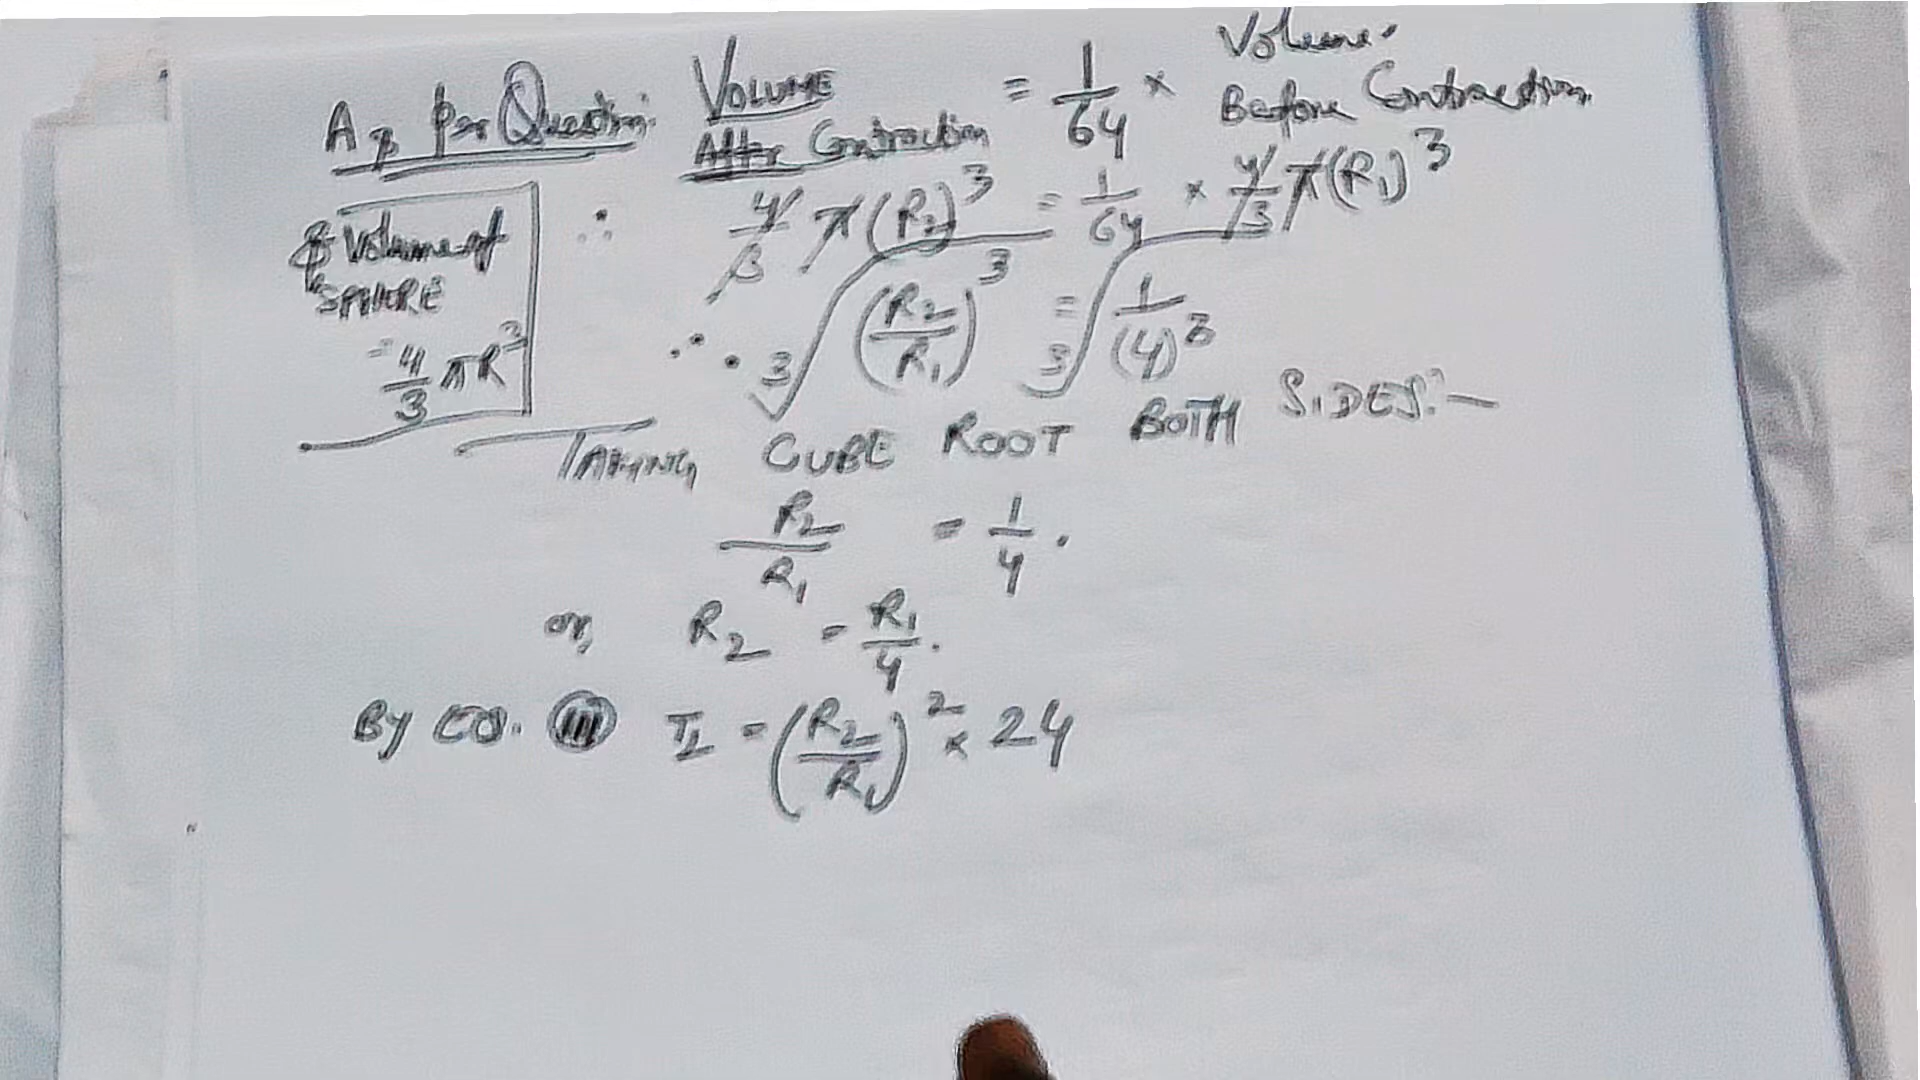 As per Question: VOLUME After Contraction = 1/64 × Volume Before Contraction
∴ 4/3 π (R₂)³ = 1/64 × 4/3 π (R₁)³
Volume of
SPHERE
= 4/3 πR³
∴ ³√(R₂/R₁)³ = ³√1/(4)³
TAKING CUBE ROOT BOTH SIDES:-
R₂/R₁ = 1/4.
or, R₂ = R₁/4.
By EQ. (III) T₂ = (R₂/R₁)² × 24